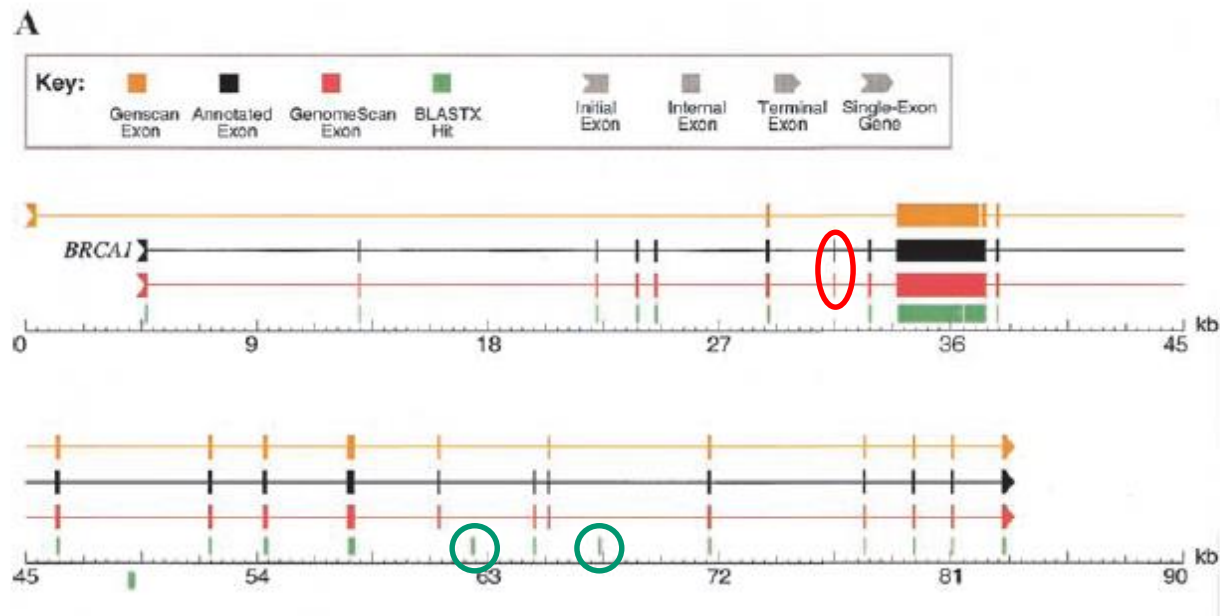 A
Key:
Genscan Exon
Annotated Exon
GenomeScan Exon
BLASTX Hit
Initial Exon
Internal Exon
Terminal Exon
Single-Exon Gene
BRCA1
0 9 18 27 36 45 kb
45 54 63 72 81 90 kb